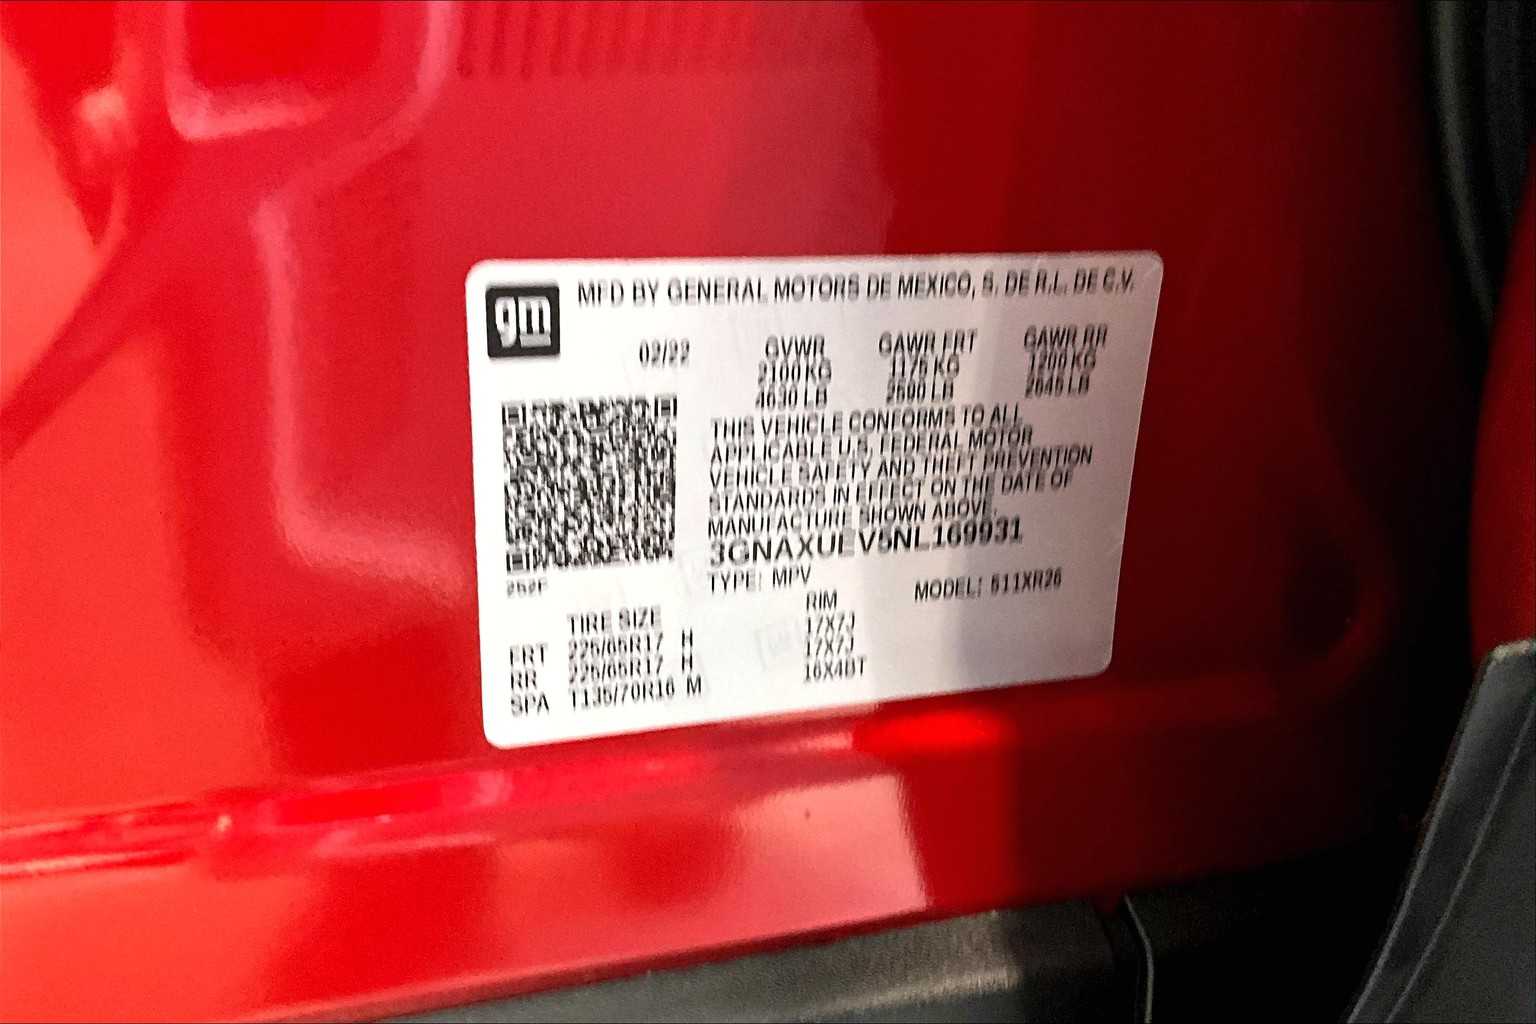 gm
MFD BY GENERAL MOTORS DE MEXICO, S. DE R.L. DE C.V.
02/22
GVWR GAWR FRT GAWR RR
2100 KG 1175 KG 1200 KG
4630 LB 2590 LB 2645 LB
THIS VEHICLE CONFORMS TO ALL
APPLICABLE U.S. FEDERAL MOTOR
VEHICLE SAFETY AND THEFT PREVENTION
STANDARDS IN EFFECT ON THE DATE OF
MANUFACTURE SHOWN ABOVE.
3GNAXUEV5NL169931
TYPE: MPV MODEL: 511XR26
252F
TIRE SIZE RIM
FRT 225/65R17 H 17X7J
RR 225/65R17 H 17X7J
SPA T135/70R16 M 16X4BT